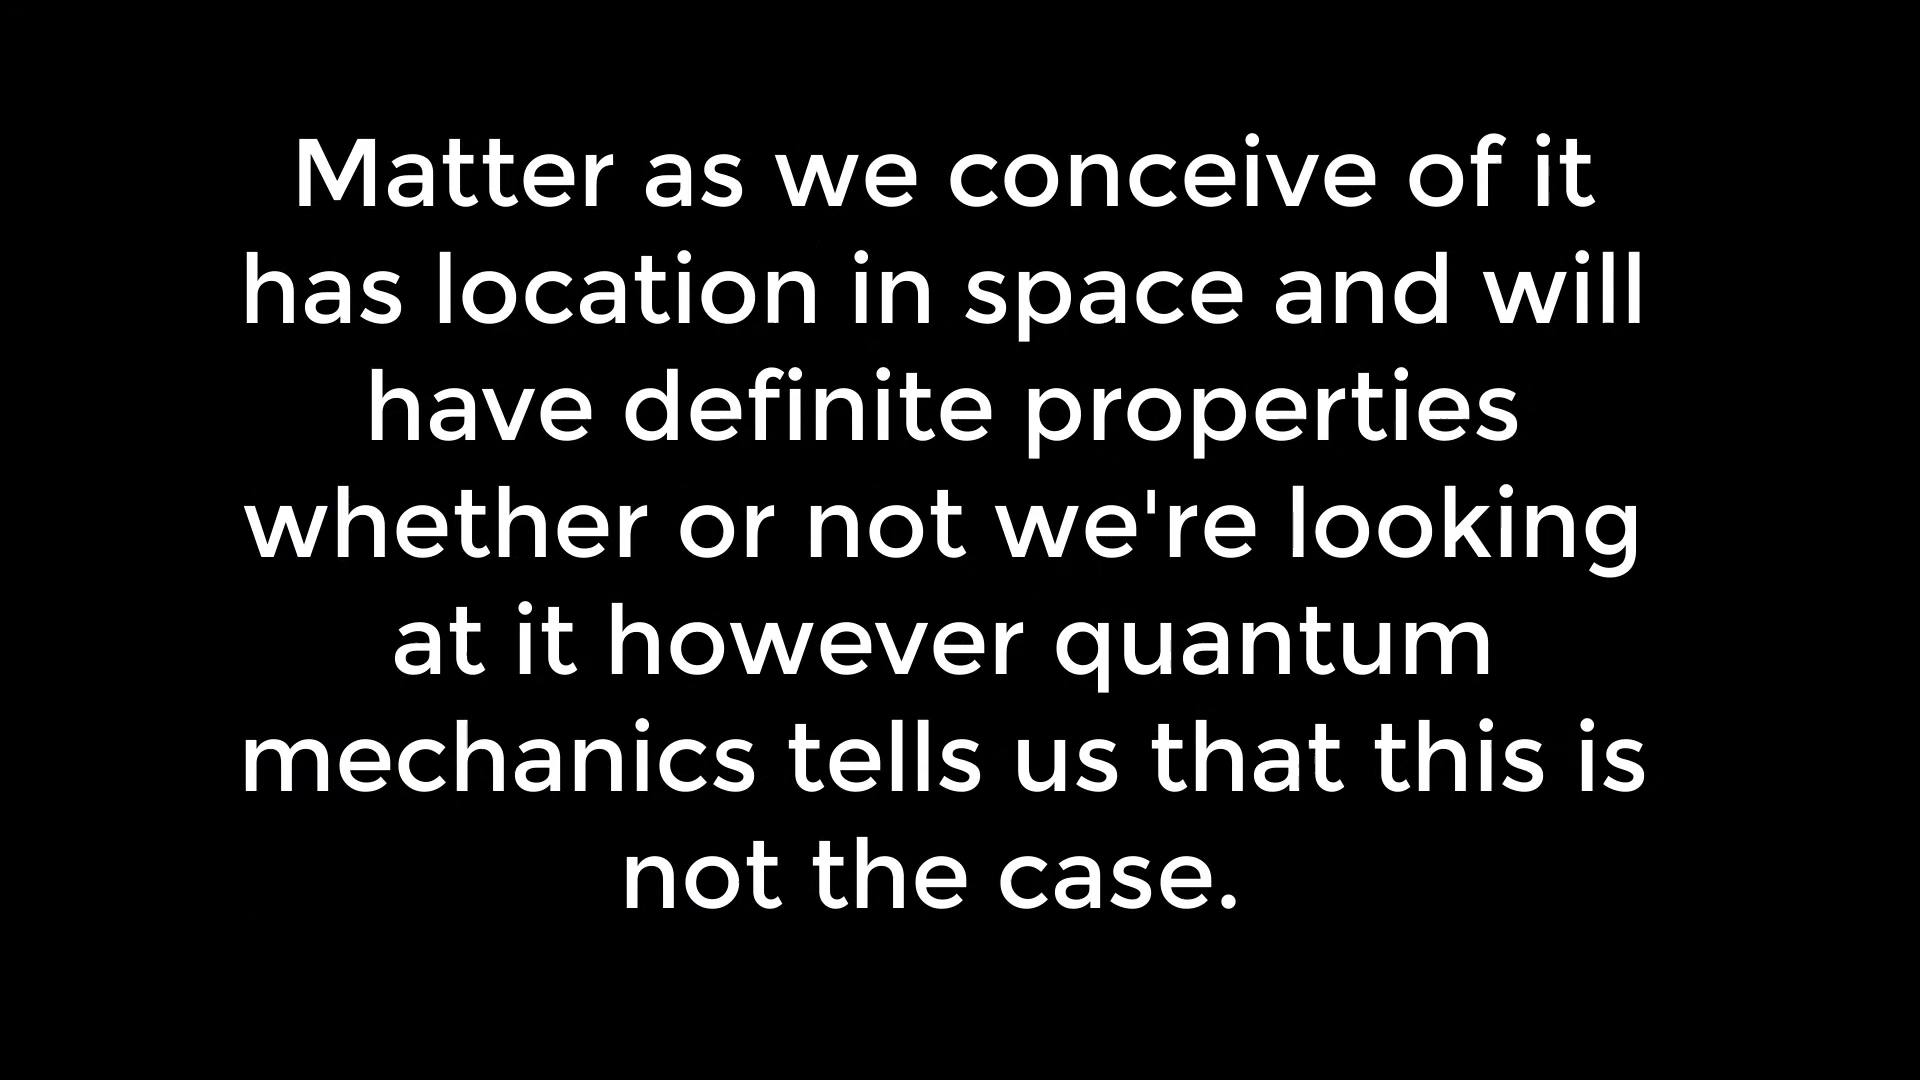 Matter as we conceive of it
has location in space and will
have definite properties
whether or not we're looking
at it however quantum
mechanics tells us that this is
not the case.